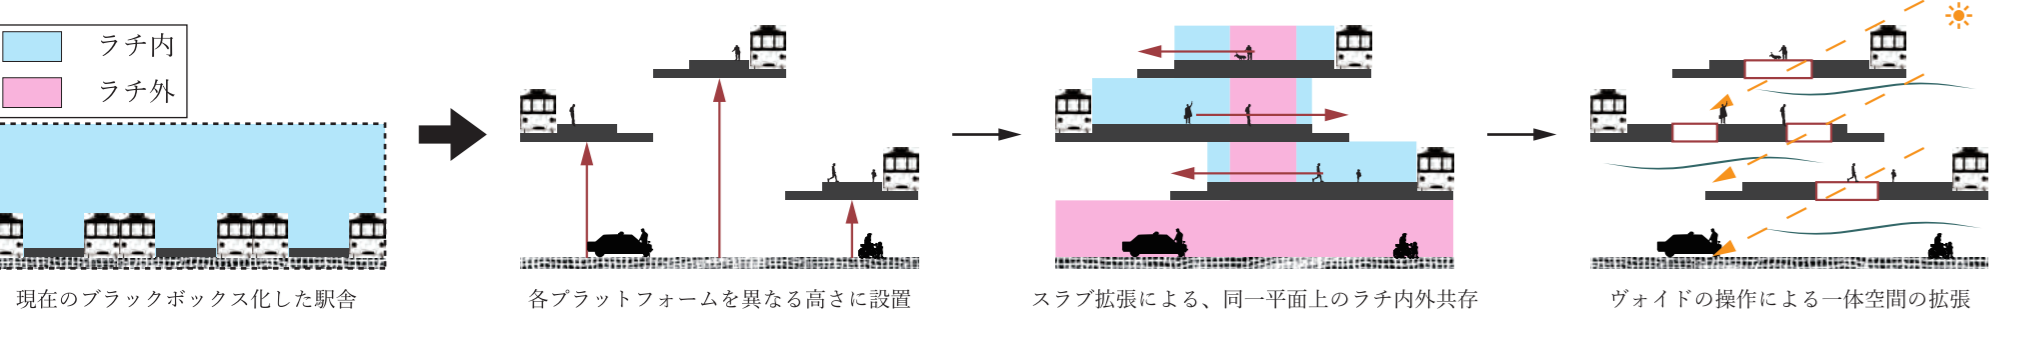 ラチ内
ラチ外
現在のブラックボックス化した駅舎
各プラットフォームを異なる高さに設置
スラブ拡張による、同一平面上のラチ内外共存
ヴォイドの操作による一体空間の拡張